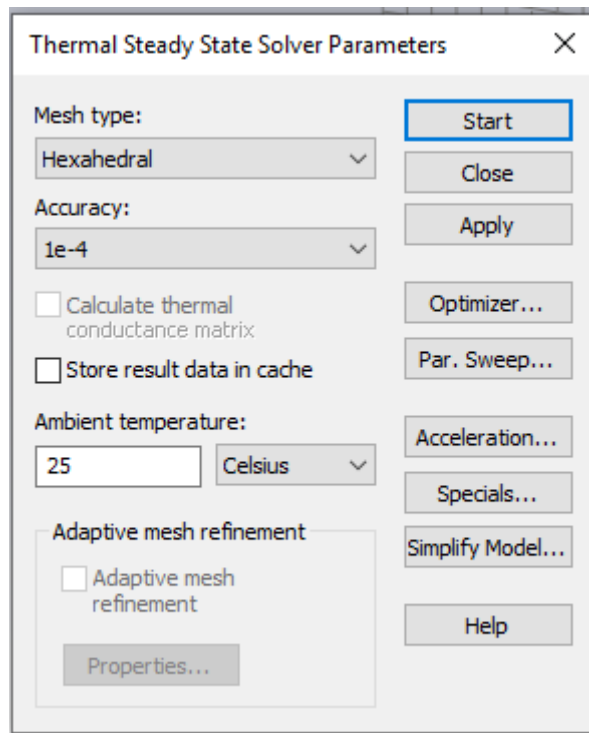 Thermal Steady State Solver Parameters
Mesh type:
Hexahedral
Accuracy:
1e-4
Calculate thermal
conductance matrix
Store result data in cache
Ambient temperature:
25
Celsius
Adaptive mesh refinement
Adaptive mesh
refinement
Properties...
Start
Close
Apply
Optimizer...
Par. Sweep...
Acceleration...
Specials...
Simplify Model...
Help